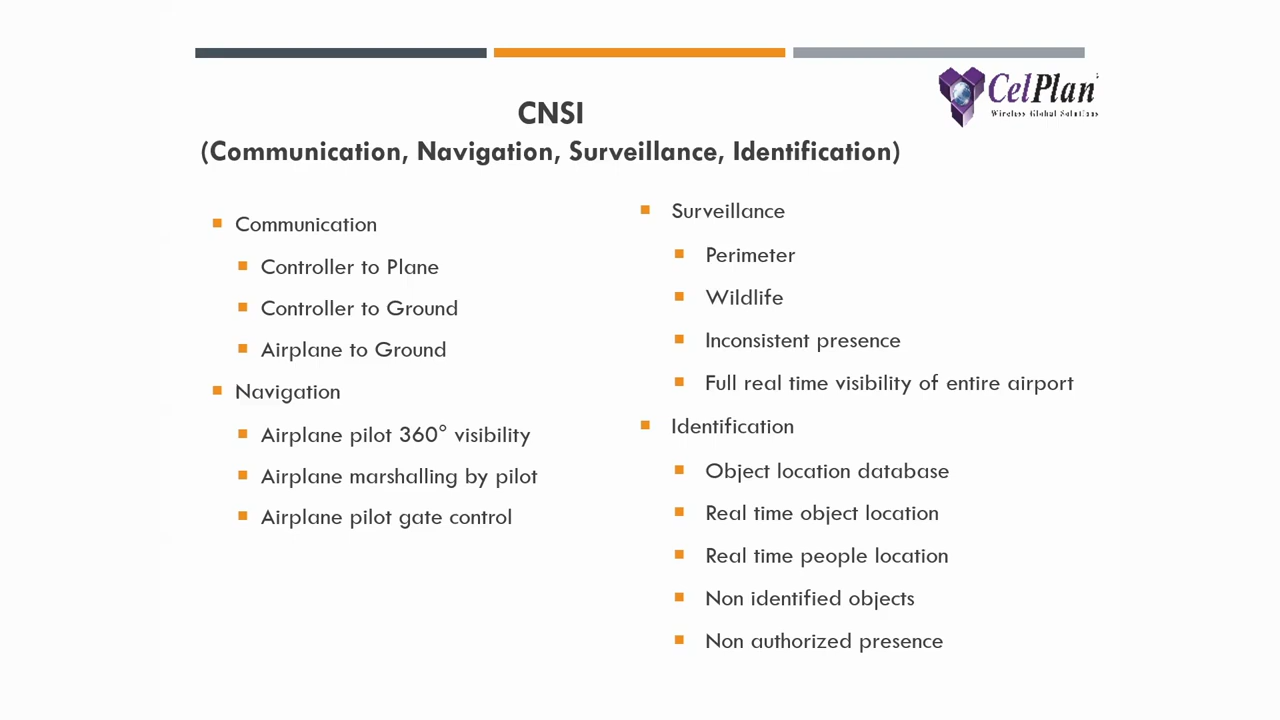 CelPlan
Wireless Global Solutions
CNSI
(Communication, Navigation, Surveillance, Identification)
Communication
Controller to Plane
Controller to Ground
Airplane to Ground
Navigation
Airplane pilot 360° visibility
Airplane marshalling by pilot
Airplane pilot gate control
Surveillance
Perimeter
Wildlife
Inconsistent presence
Full real time visibility of entire airport
Identification
Object location database
Real time object location
Real time people location
Non identified objects
Non authorized presence